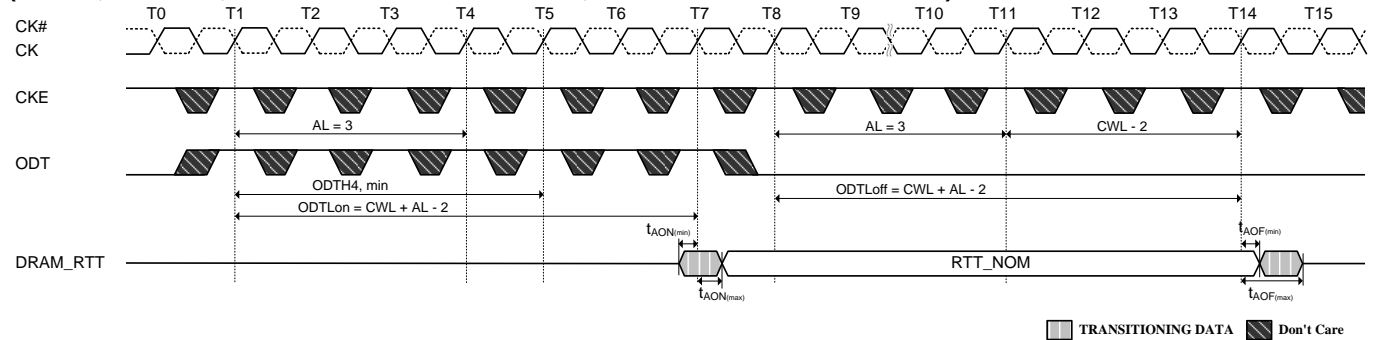 T0 T1 T2 T3 T4 T5 T6 T7 T8 T9 T10 T11 T12 T13 T14 T15
CK#
CK
CKE
AL = 3 AL = 3 CWL - 2
ODT
ODTH4, min ODTLoff = CWL + AL - 2
ODTLon = CWL + AL - 2
tAON(min) tAOF(min)
DRAM_RTT RTT_NOM
tAON(max) tAOF(max)
TRANSITIONING DATA Don't Care